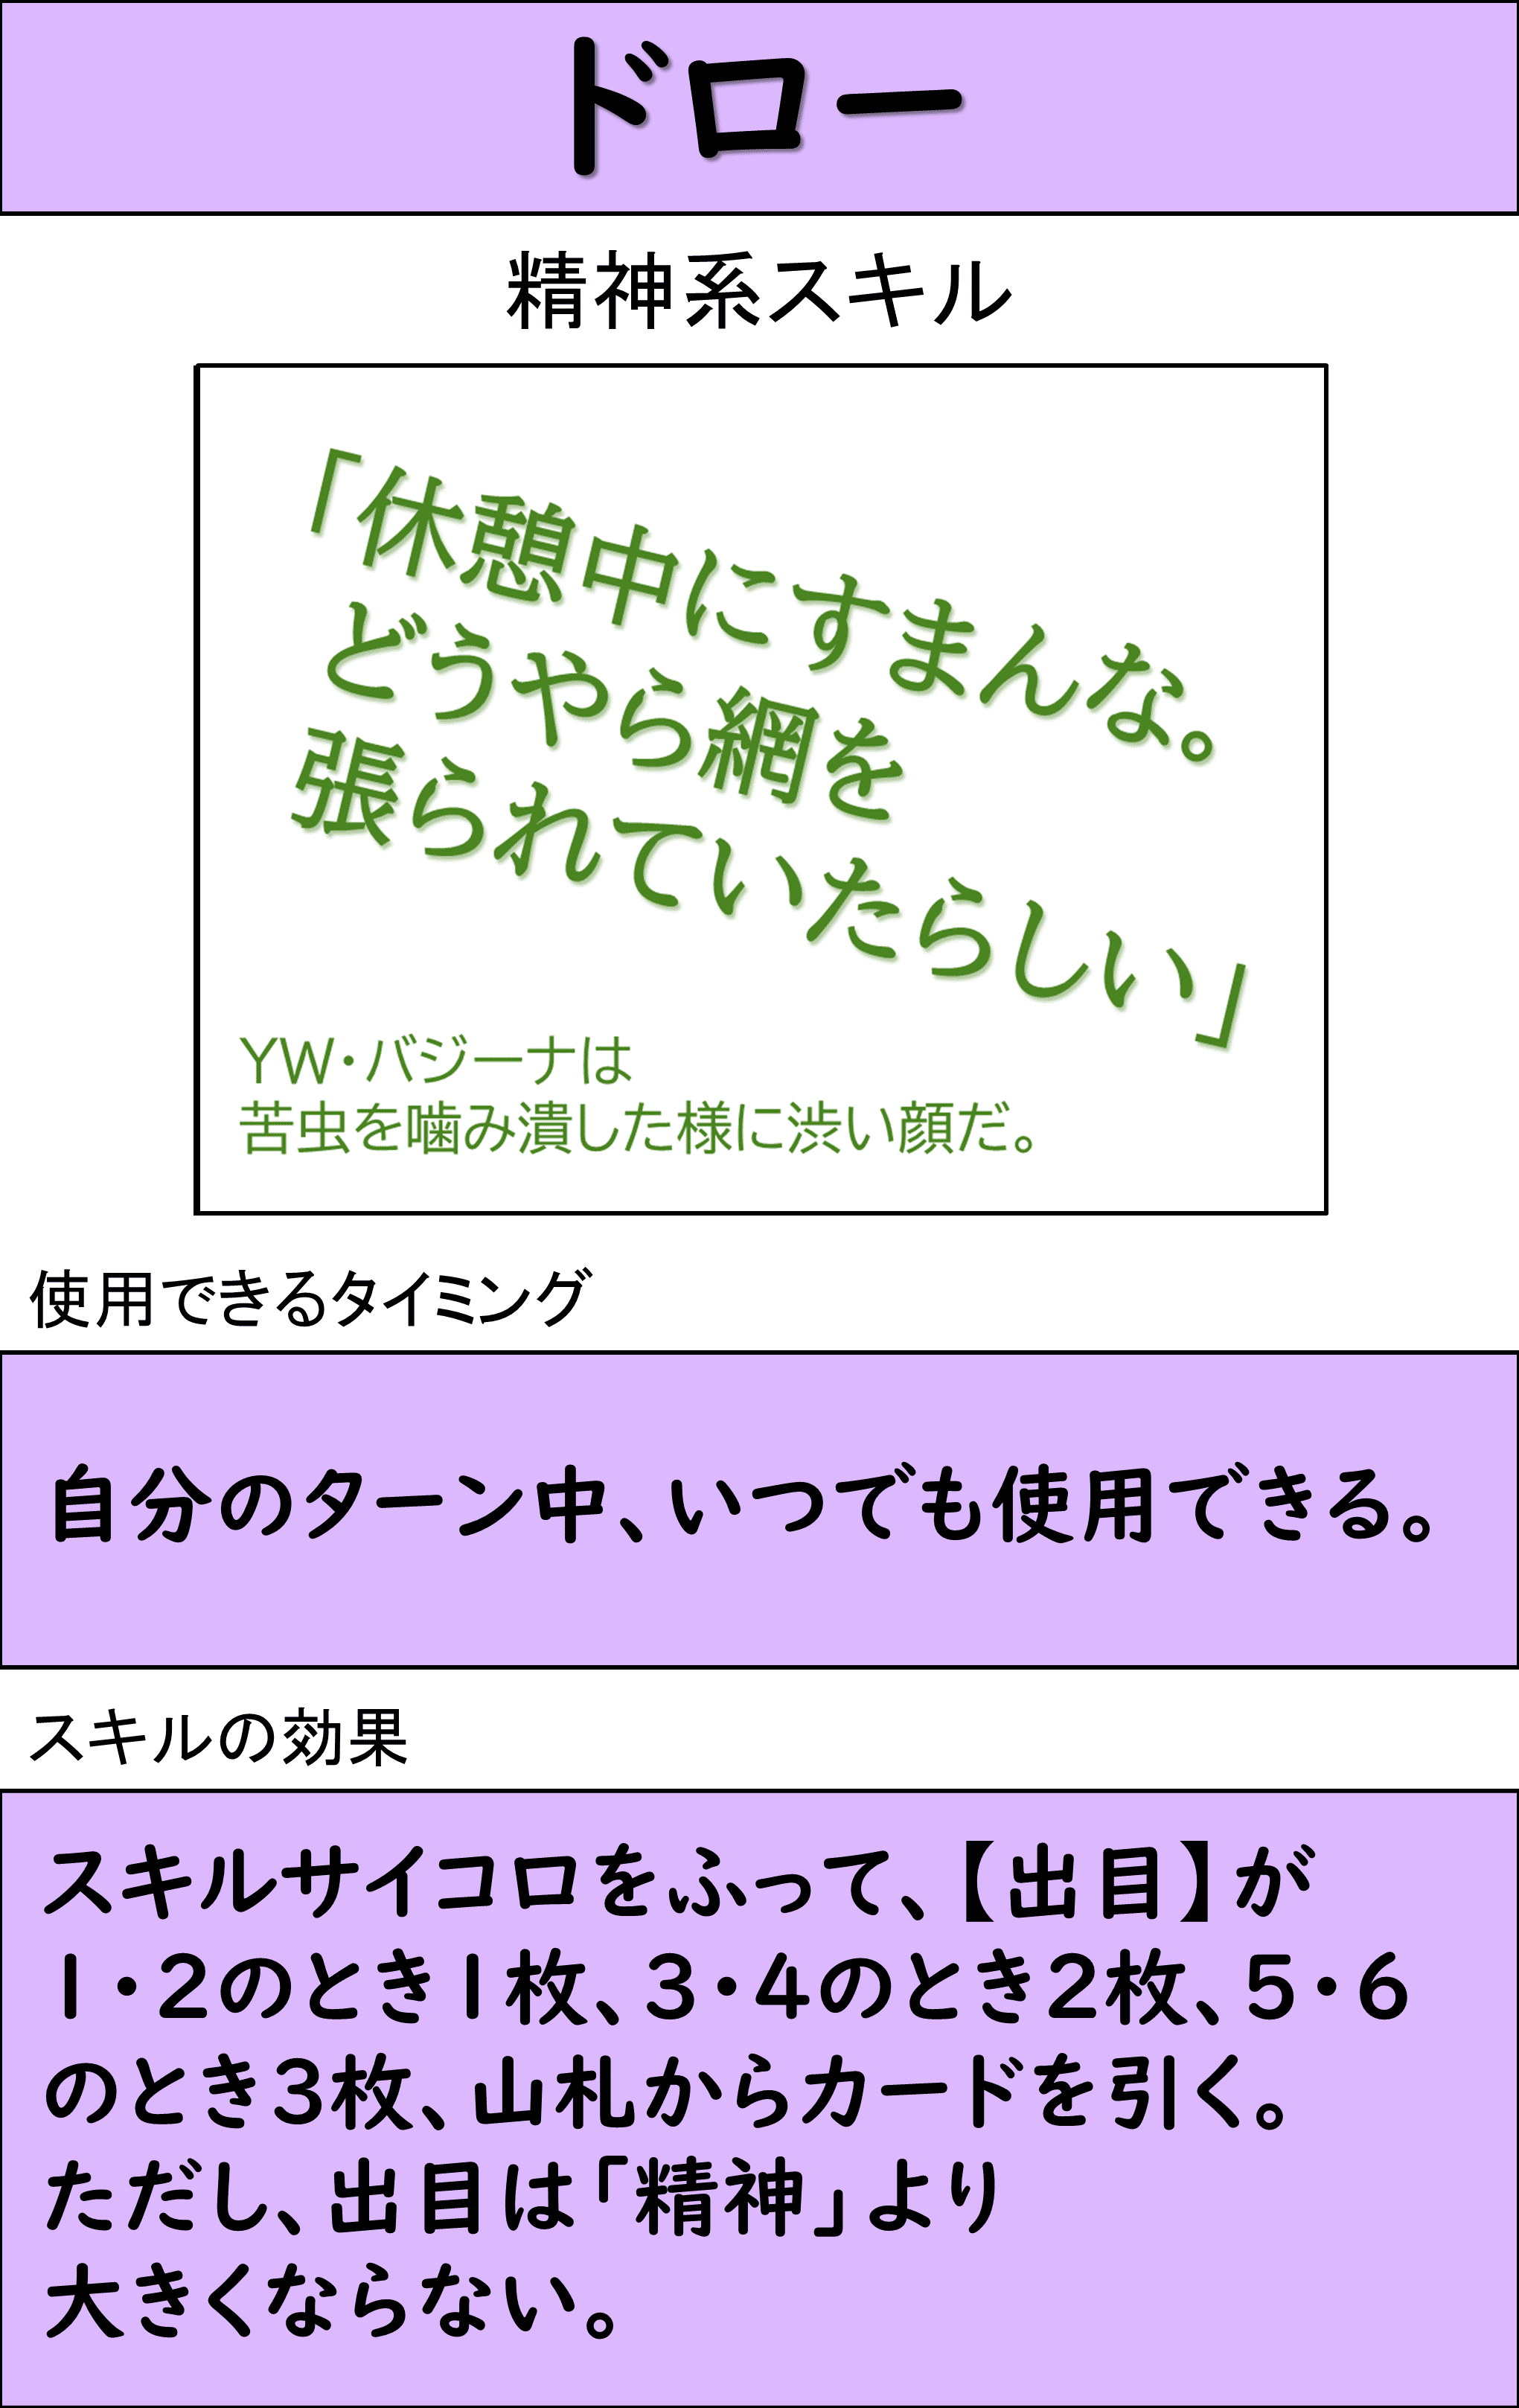 ドロー
精神系スキル
「休憩中にすまんな。
どうやら網を
張られていたらしい」
YW・バジーナは
苦虫を噛み潰した様に渋い顔だ。
使用できるタイミング
自分のターン中、いつでも使用できる。
スキルの効果
スキルサイコロをふって、【出目】が
1・2のとき1枚、3・4のとき2枚、5・6
のとき3枚、山札からカードを引く。
ただし、出目は「精神」より
大きくならない。